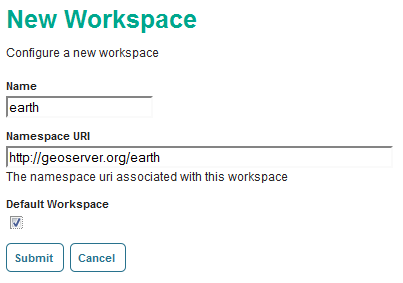 New Workspace
Configure a new workspace
Name
earth
Namespace URI
http://geoserver.org/earth
The namespace uri associated with this workspace
Default Workspace
Submit Cancel